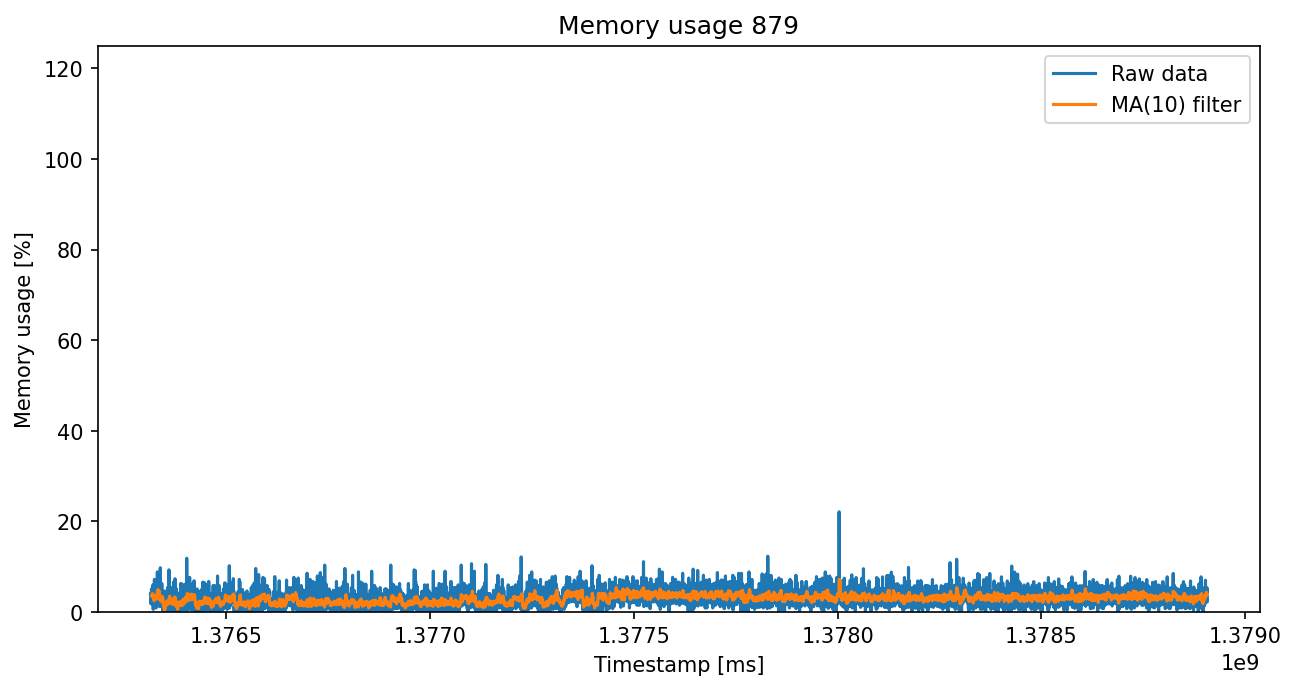 Memory usage 879
Raw data
MA(10) filter
Memory usage [%]
120
100
80
60
40
20
0
1.3765 1.3770 1.3775 1.3780 1.3785 1.3790
1e9
Timestamp [ms]